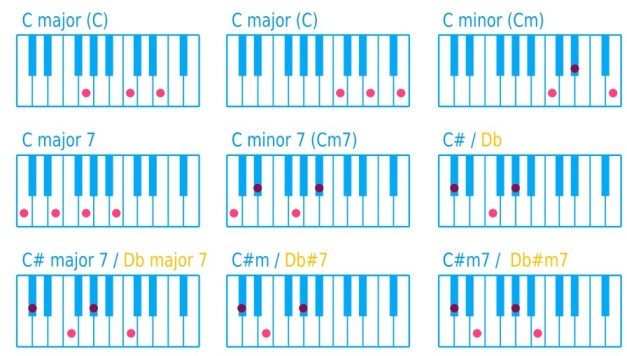 C major (C)
C major (C)
C minor (Cm)
C major 7
C minor 7 (Cm7)
C# / Db
C# major 7 / Db major 7
C#m / Db#7
C#m7 / Db#m7